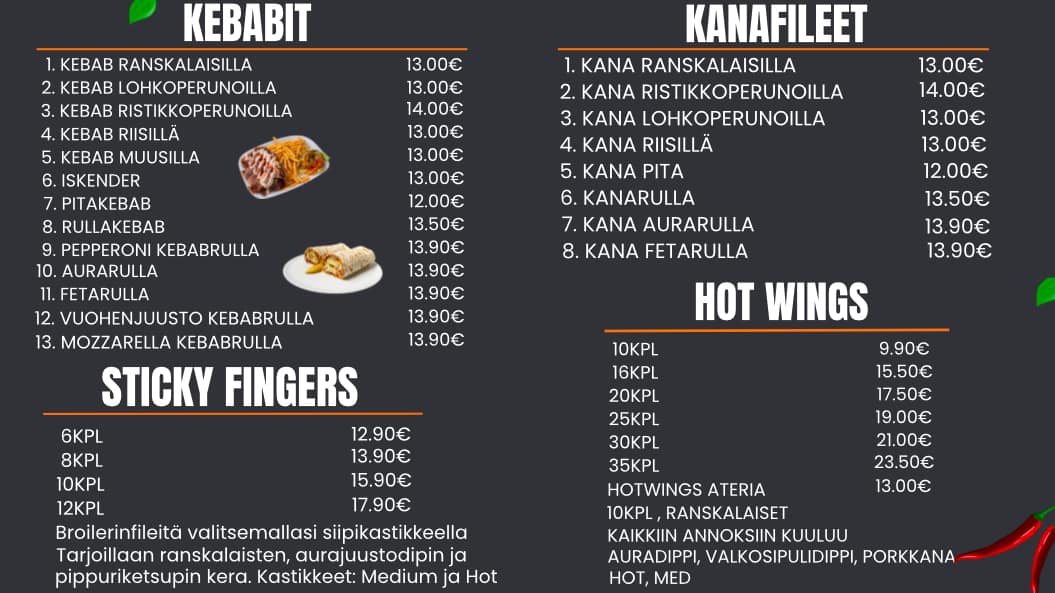 KEBABIT
1. KEBAB RANSKALAISILLA 13.00€
2. KEBAB LOHKOPERUNOILLA 13.00€
3. KEBAB RISTIKKOPERUNOILLA 14.00€
4. KEBAB RIISILLÄ 13.00€
5. KEBAB MUUSILLA 13.00€
6. ISKENDER 13.00€
7. PITAKEBAB 12.00€
8. RULLAKEBAB 13.50€
9. PEPPERONI KEBABRULLA 13.90€
10. AURARULLA 13.90€
11. FETARULLA 13.90€
12. VUOHENJUUSTO KEBABRULLA 13.90€
13. MOZZARELLA KEBABRULLA 13.90€
STICKY FINGERS
6KPL 12.90€
8KPL 13.90€
10KPL 15.90€
12KPL 17.90€
Broilerinfileitä valitsemallasi siipikastikkeella
Tarjoillaan ranskalaisten, aurajuustodipin ja
pippuriketsupin kera. Kastikkeet: Medium ja Hot
KANAFILEET
1. KANA RANSKALAISILLA 13.00€
2. KANA RISTIKKOPERUNOILLA 14.00€
3. KANA LOHKOPERUNOILLA 13.00€
4. KANA RIISILLÄ 13.00€
5. KANA PITA 12.00€
6. KANARULLA 13.50€
7. KANA AURARULLA 13.90€
8. KANA FETARULLA 13.90€
HOT WINGS
10KPL 9.90€
16KPL 15.50€
20KPL 17.50€
25KPL 19.00€
30KPL 21.00€
35KPL 23.50€
HOTWINGS ATERIA 13.00€
10KPL , RANSKALAISET
KAIKKIIN ANNOKSIIN KUULUU
AURADIPPI, VALKOSIPULIDIPPI, PORKKANA
HOT, MED